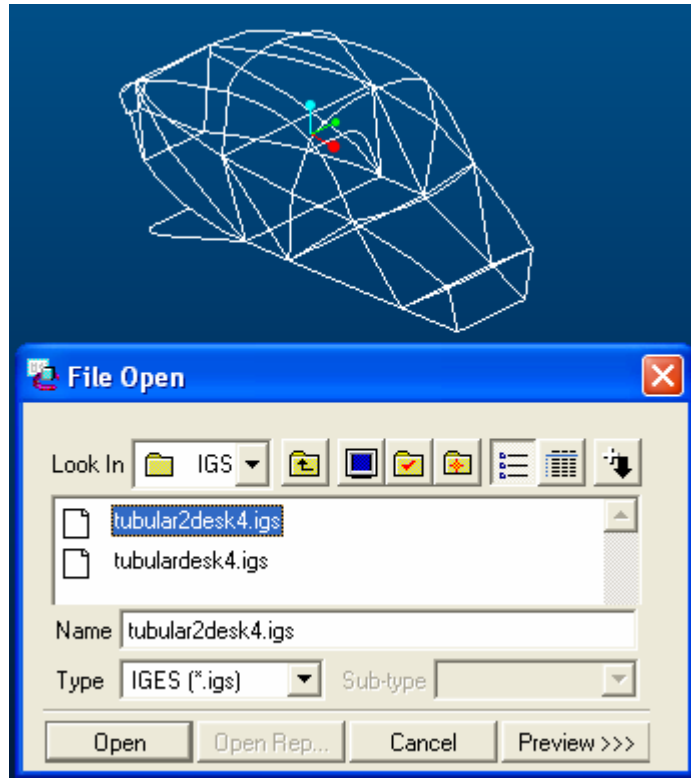 File Open
Look In IGS
tubular2desk4.igs
tubulardesk4.igs
Name tubular2desk4.igs
Type IGES (*.igs) Sub-type
Open Open Rep... Cancel Preview >>>